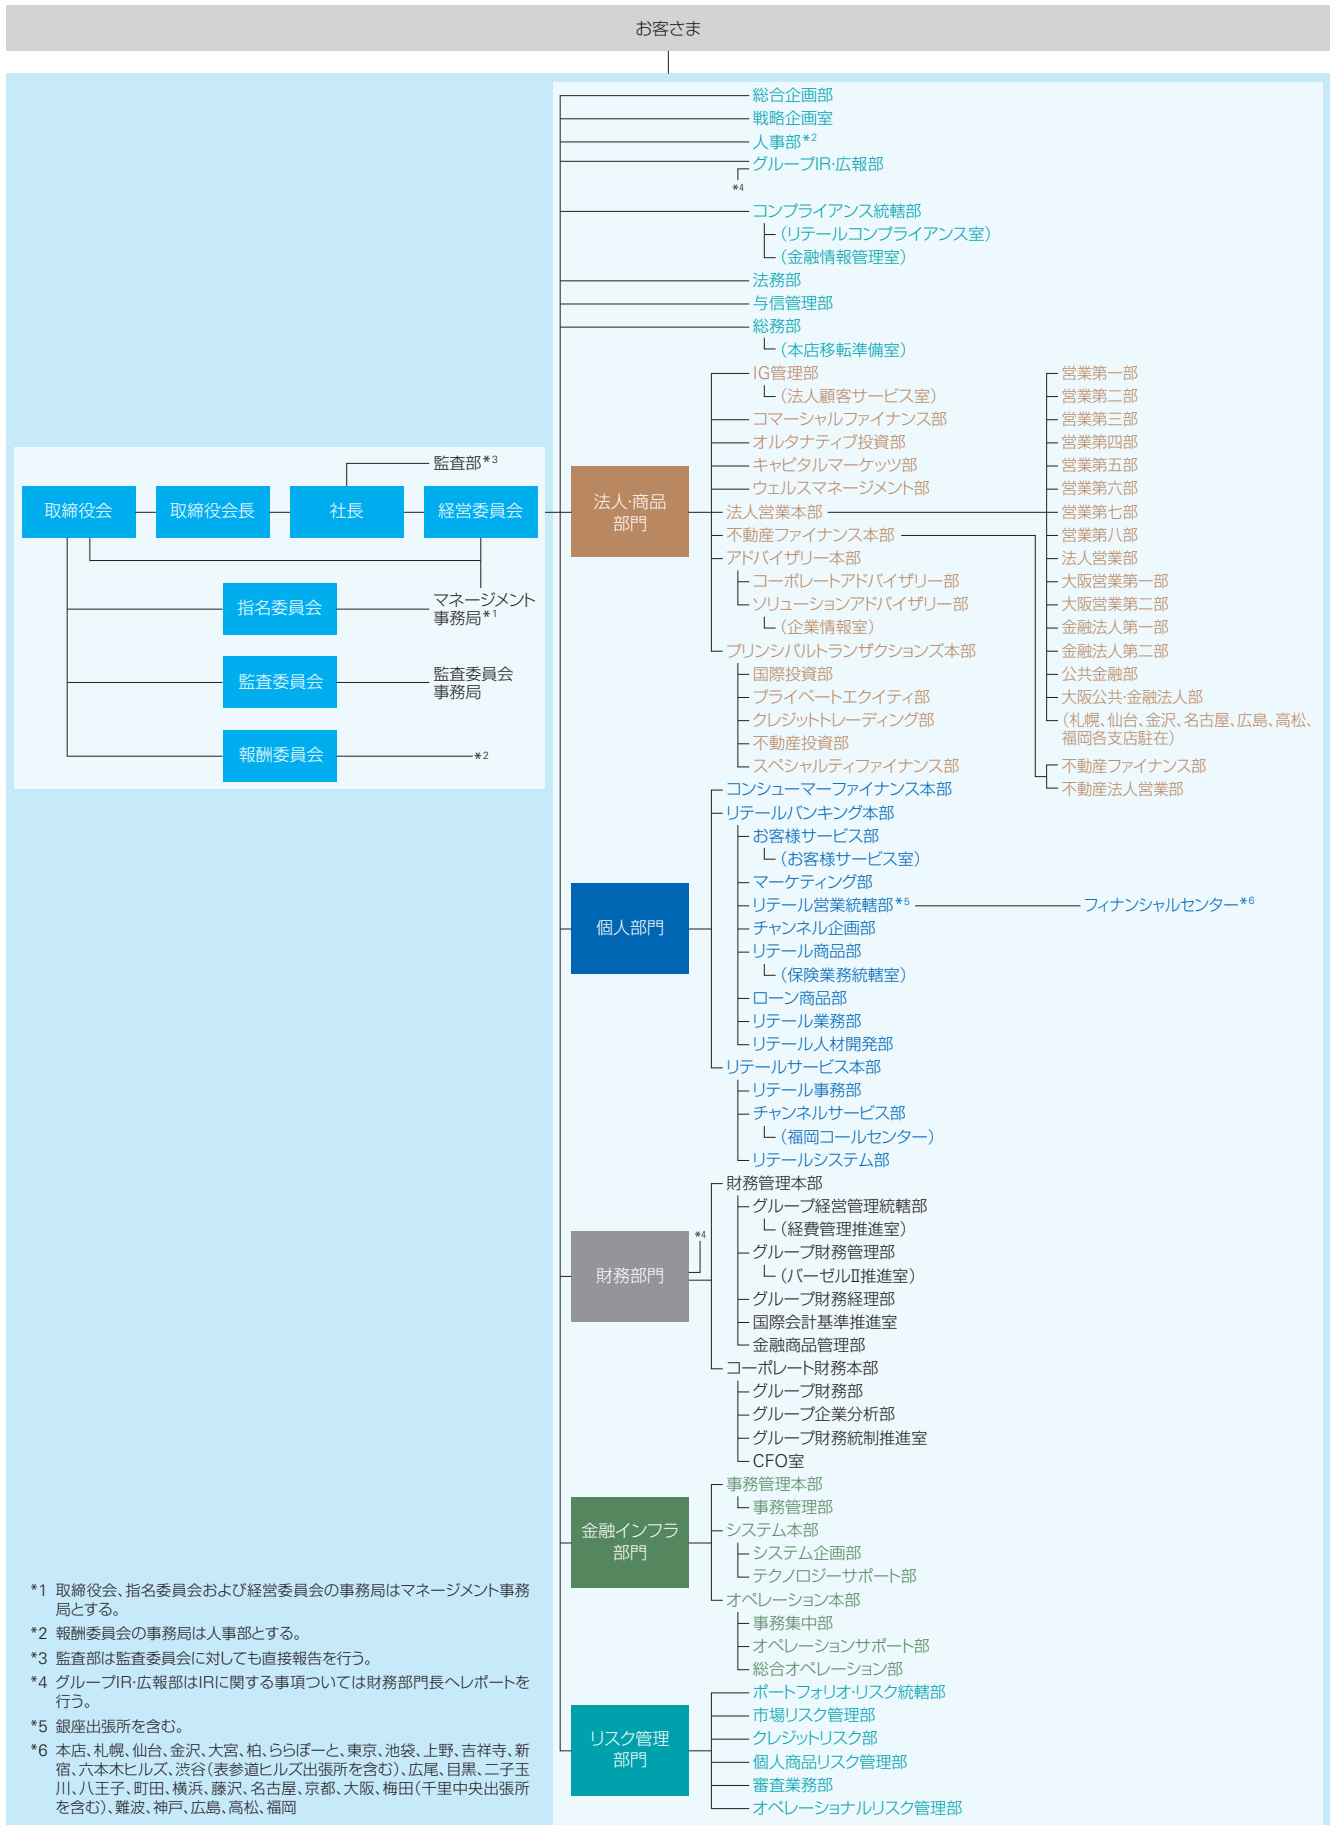 お客さま
総合企画部
戦略企画室
人事部*2
グループIR・広報部
*4
コンプライアンス統轄部
（リテールコンプライアンス室）
（金融情報管理室）
法務部
与信管理部
総務部
（本店移転準備室）
監査部*3
取締役会
取締役会長
社長
経営委員会
指名委員会
マネージメント
事務局*1
監査委員会
監査委員会
事務局
報酬委員会
*2
法人・商品
部門
IG管理部
（法人顧客サービス室）
コマーシャルファイナンス部
オルタナティブ投資部
キャピタルマーケッツ部
ウェルスマネージメント部
法人営業本部
不動産ファイナンス本部
アドバイザリー本部
コーポレートアドバイザリー部
ソリューションアドバイザリー部
（企業情報室）
プリンシパルトランザクションズ本部
国際投資部
プライベートエクイティ部
クレジットトレーディング部
不動産投資部
スペシャルティファイナンス部
営業第一部
営業第二部
営業第三部
営業第四部
営業第五部
営業第六部
営業第七部
営業第八部
法人営業部
大阪営業第一部
大阪営業第二部
金融法人第一部
金融法人第二部
公共金融部
大阪公共・金融法人部
（札幌、仙台、金沢、名古屋、広島、高松、
福岡各支店駐在）
不動産ファイナンス部
不動産法人営業部
個人部門
コンシューマーファイナンス本部
リテールバンキング本部
お客様サービス部
（お客様サービス室）
マーケティング部
リテール営業統轄部*5
フィナンシャルセンター*6
チャンネル企画部
リテール商品部
（保険業務統轄室）
ローン商品部
リテール業務部
リテール人材開発部
リテールサービス本部
リテール事務部
チャンネルサービス部
（福岡コールセンター）
リテールシステム部
財務部門
*4
財務管理本部
グループ経営管理統轄部
（経費管理推進室）
グループ財務管理部
（バーゼルⅡ推進室）
グループ財務経理部
国際会計基準推進室
金融商品管理部
コーポレート財務本部
グループ財務部
グループ企業分析部
グループ財務統制推進室
CFO室
金融インフラ
部門
事務管理本部
事務管理部
システム本部
システム企画部
テクノロジーサポート部
オペレーション本部
事務集中部
オペレーションサポート部
総合オペレーション部
リスク管理
部門
ポートフォリオ・リスク統轄部
市場リスク管理部
クレジットリスク部
個人商品リスク管理部
審査業務部
オペレーショナルリスク管理部
*1 取締役会、指名委員会および経営委員会の事務局はマネージメント事務
局とする。
*2 報酬委員会の事務局は人事部とする。
*3 監査部は監査委員会に対しても直接報告を行う。
*4 グループIR・広報部はIRに関する事項ついては財務部門長へレポートを
行う。
*5 銀座出張所を含む。
*6 本店、札幌、仙台、金沢、大宮、柏、ららぽーと、東京、池袋、上野、吉祥寺、新
宿、六本木ヒルズ、渋谷（表参道ヒルズ出張所を含む）、広尾、目黒、二子玉
川、八王子、町田、横浜、藤沢、名古屋、京都、大阪、梅田（千里中央出張所
を含む）、難波、神戸、広島、高松、福岡